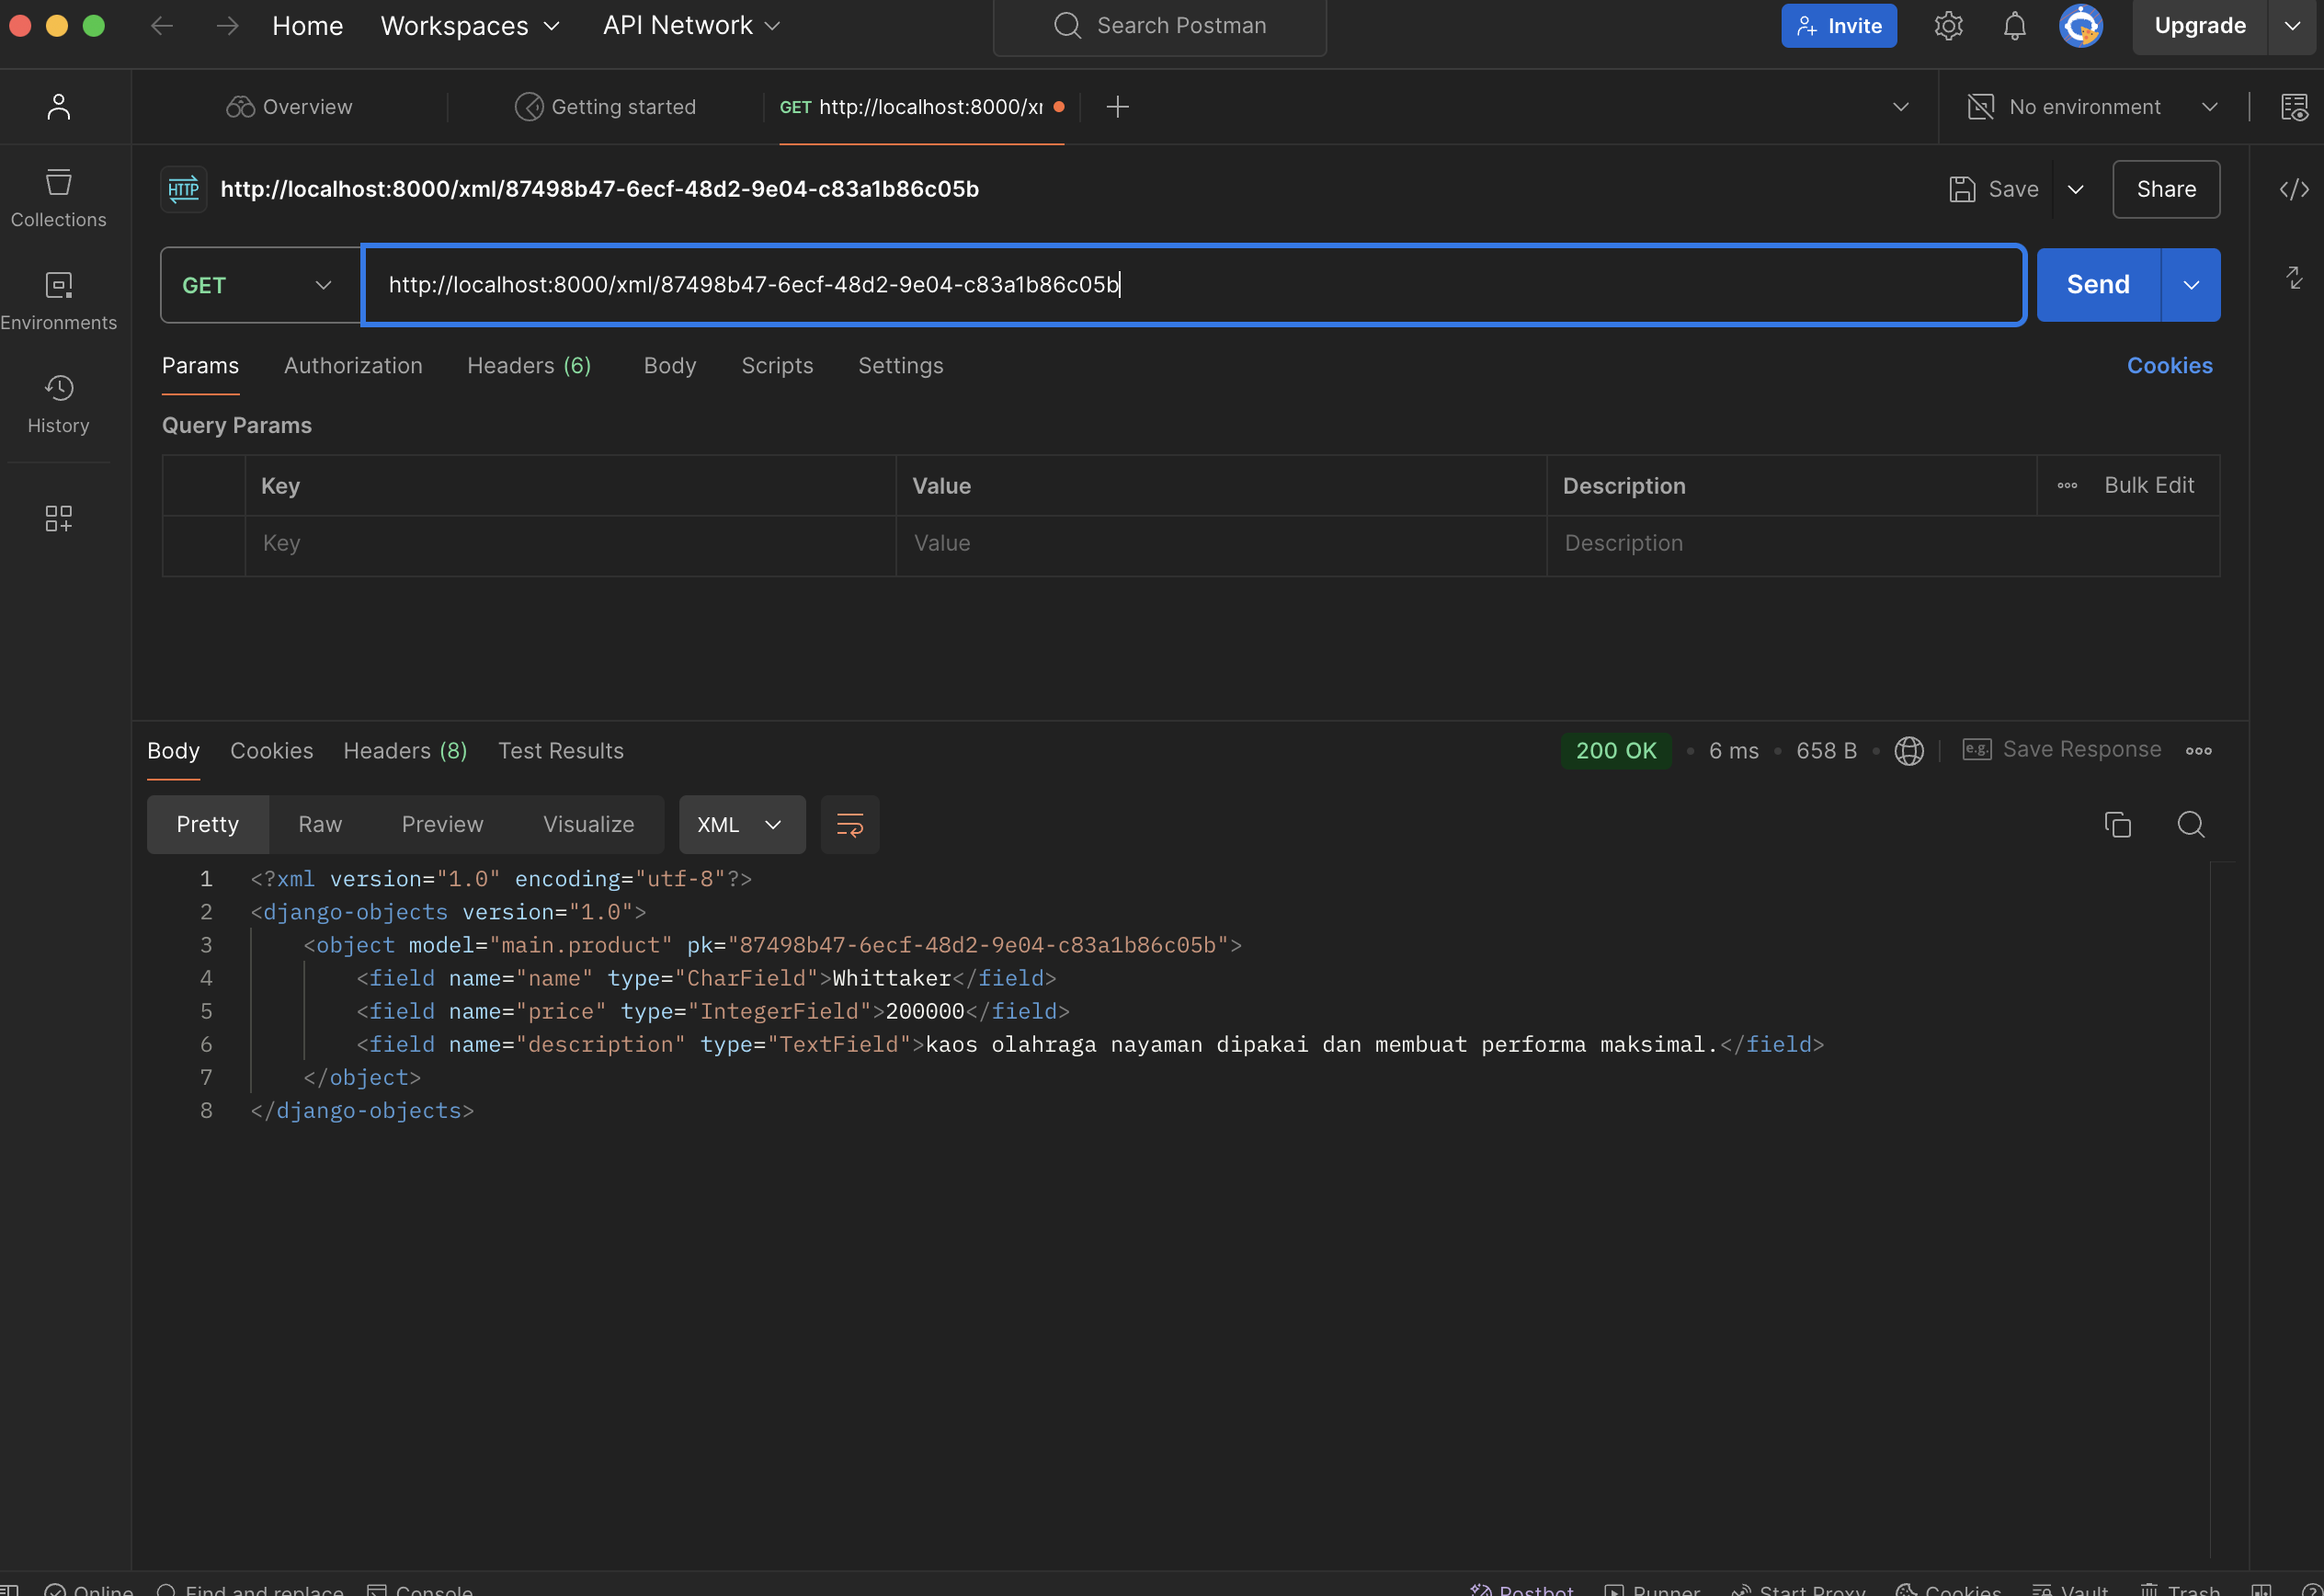 Home Workspaces API Network Search Postman Invite Upgrade
Overview Getting started GET http://localhost:8000/xr No environment
HTTP http://localhost:8000/xml/87498b47-6ecf-48d2-9e04-c83a1b86c05b Save Share
Collections
GET http://localhost:8000/xml/87498b47-6ecf-48d2-9e04-c83a1b86c05b Send
Environments
Params Authorization Headers (6) Body Scripts Settings Cookies
History
Query Params
Key Value Description Bulk Edit
Key Value Description
Body Cookies Headers (8) Test Results 200 OK • 6 ms • 658 B • e.g. Save Response
Pretty Raw Preview Visualize XML
1 <?xml version="1.0" encoding="utf-8"?>
2 <django-objects version="1.0">
3 <object model="main.product" pk="87498b47-6ecf-48d2-9e04-c83a1b86c05b">
4 <field name="name" type="CharField">Whittaker</field>
5 <field name="price" type="IntegerField">200000</field>
6 <field name="description" type="TextField">kaos olahraga nayaman dipakai dan membuat performa maksimal.</field>
7 </object>
8 </django-objects>
Online Find and replace Console Postbot Runner Start Proxy Cookies Vault Trash